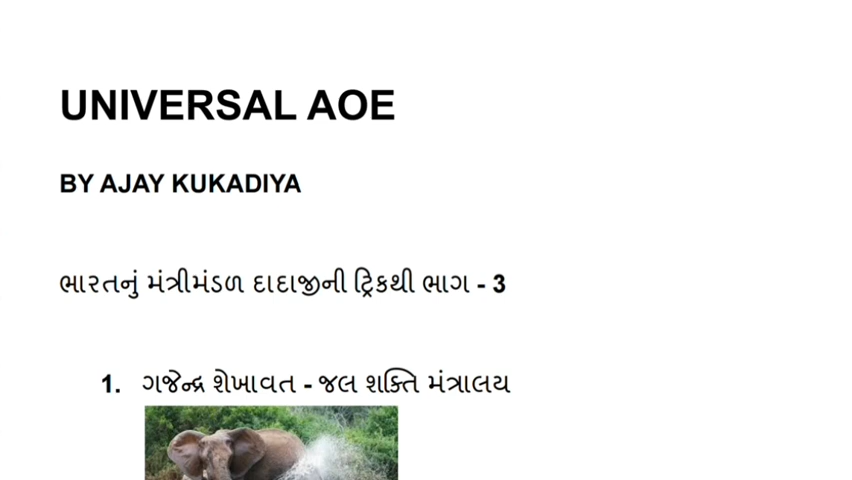 UNIVERSAL AOE
BY AJAY KUKADIYA
ભારતનું મંત્રીમંડળ દાદાજીની ટ્રિકથી ભાગ - 3
1. ગજેન્દ્ર શેખાવત - જલ શક્તિ મંત્રાલય